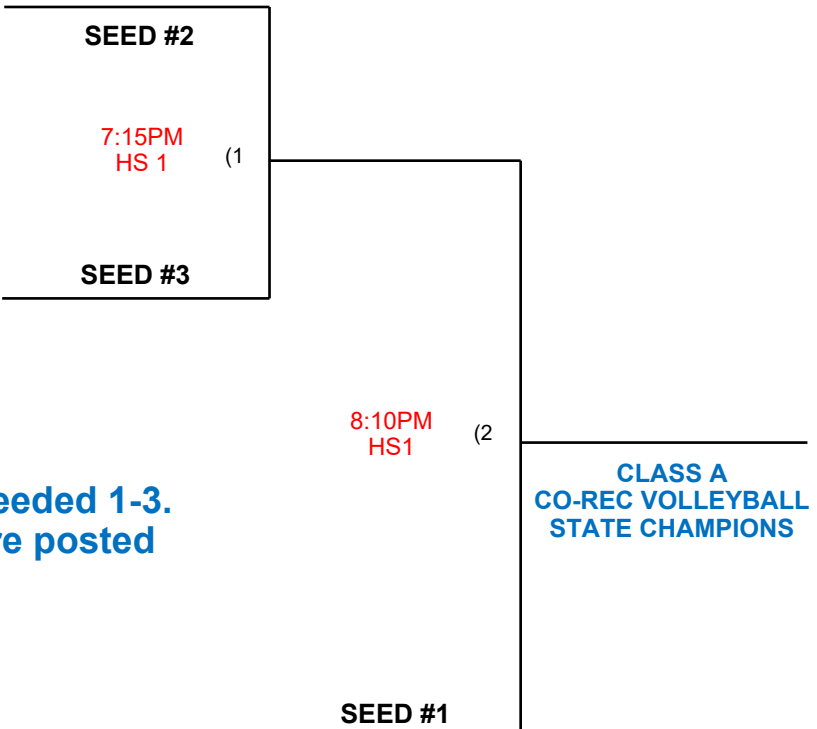 SEED #2
7:15PM
HS 1
(1
SEED #3
8:10PM
HS1
(2
CLASS A
CO-REC VOLLEYBALL
STATE CHAMPIONS
1-3.
posted
SEED #1